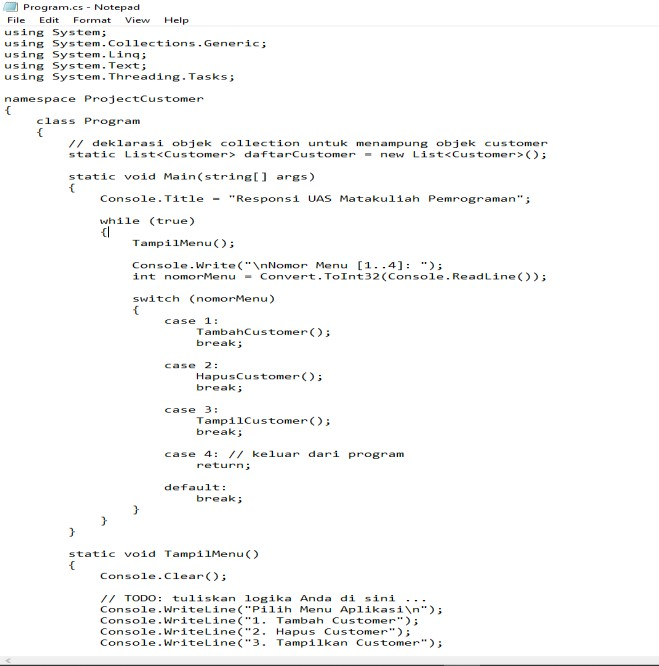 Program.cs - Notepad
File Edit Format View Help
using System;
using System.Collections.Generic;
using System.Linq;
using System.Text;
using System.Threading.Tasks;

namespace ProjectCustomer
{
    class Program
    {
        // deklarasi objek collection untuk menampung objek customer
        static List<Customer> daftarCustomer = new List<Customer>();

        static void Main(string[] args)
        {
            Console.Title = "Responsi UAS Matakuliah Pemrograman";

            while (true)
            {
                TampilMenu();

                Console.Write("\nNomor Menu [1..4]: ");
                int nomorMenu = Convert.ToInt32(Console.ReadLine());

                switch (nomorMenu)
                {
                    case 1:
                        TambahCustomer();
                        break;

                    case 2:
                        HapusCustomer();
                        break;

                    case 3:
                        TampilCustomer();
                        break;

                    case 4: // keluar dari program
                        return;

                    default:
                        break;
                }
            }
        }

        static void TampilMenu()
        {
            Console.Clear();

            // TODO: tuliskan logika Anda di sini ...
            Console.WriteLine("Pilih Menu Aplikasi\n");
            Console.WriteLine("1. Tambah Customer");
            Console.WriteLine("2. Hapus Customer");
            Console.WriteLine("3. Tampilkan Customer");